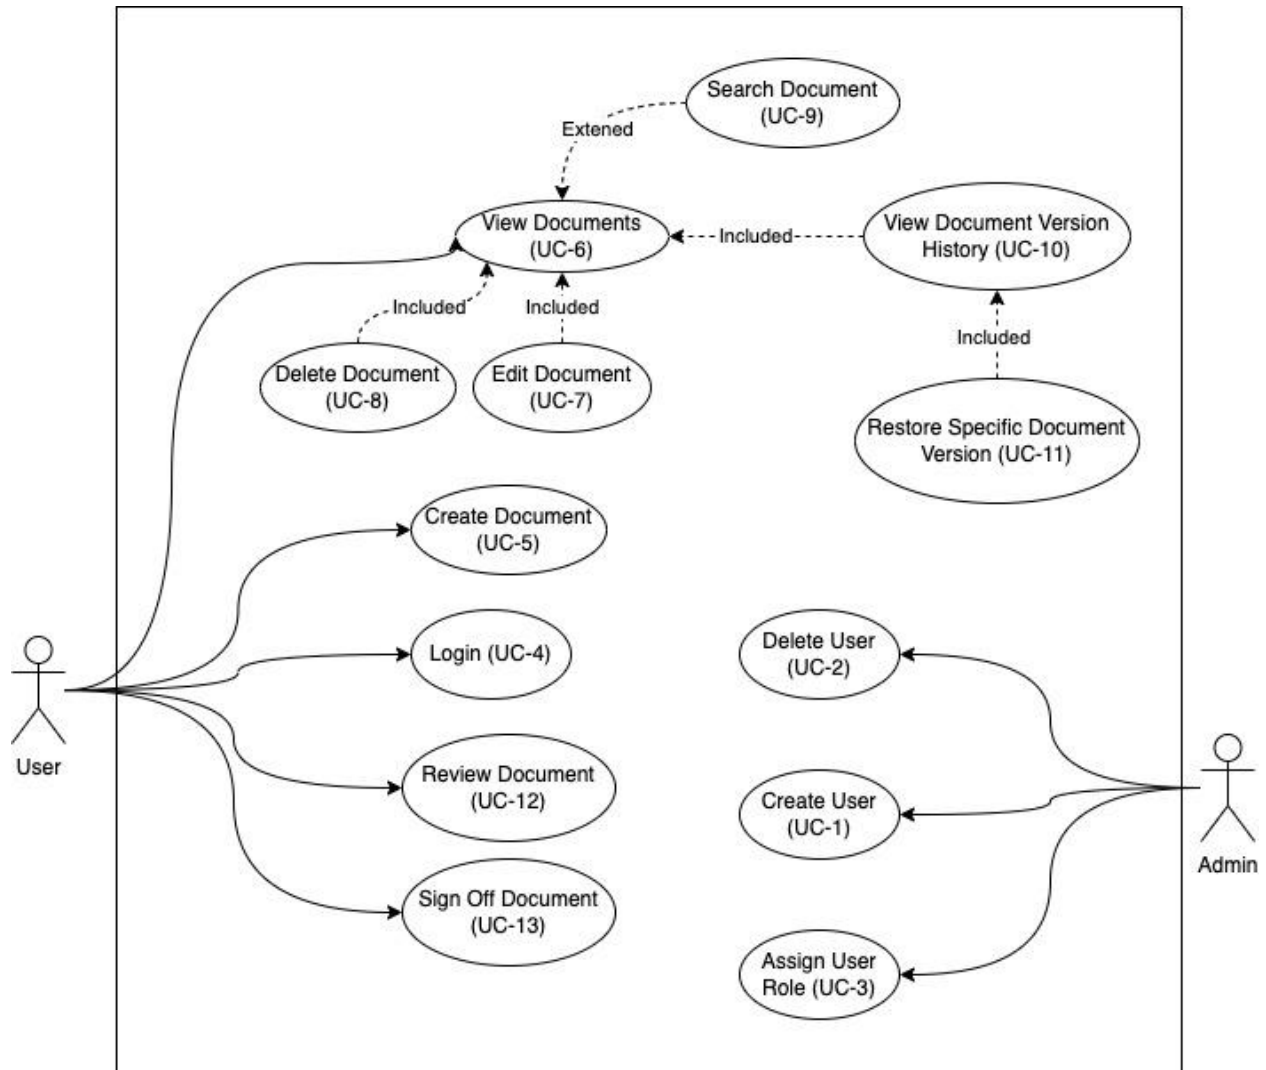 Search Document
(UC-9)
Extened
View Documents
(UC-6)
Included
View Document Version
History (UC-10)
Included
Included
Included
Delete Document
(UC-8)
Edit Document
(UC-7)
Restore Specific Document
Version (UC-11)
Create Document
(UC-5)
Login (UC-4)
Delete User
(UC-2)
User
Review Document
(UC-12)
Create User
(UC-1)
Admin
Sign Off Document
(UC-13)
Assign User
Role (UC-3)